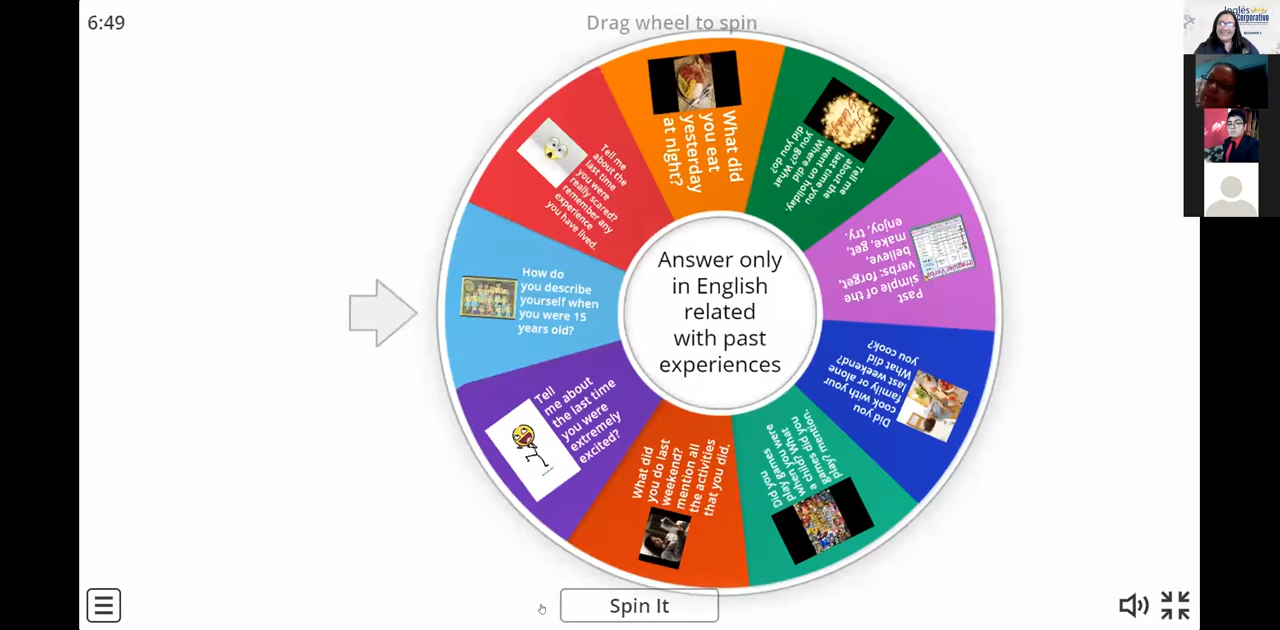 6:49
Drag wheel to spin
Inglés
Corporativo
BEGINNER 3
What did
you eat
yesterday
at night?
Tell me
about the
last time you
went on holiday.
Where did
you go? What
did you do?
Past
simple of the
verbs: forget,
believe,
make, get,
enjoy, try.
Irregular Verbs
Did you
cook with your
family or alone
last weekend?
What did
you cook?
Did you
play games
when you were
a child? What
games did you
play? mention.
What did
you do last
weekend?
mention all
the activities
that you did.
Tell
me about
the last time
you were
extremely
excited?
How do
you describe
yourself when
you were 15
years old?
Tell me
about the
last time
you were
really scared?
remember any
experience
you have lived.
Answer only
in English
related
with past
experiences
Spin It